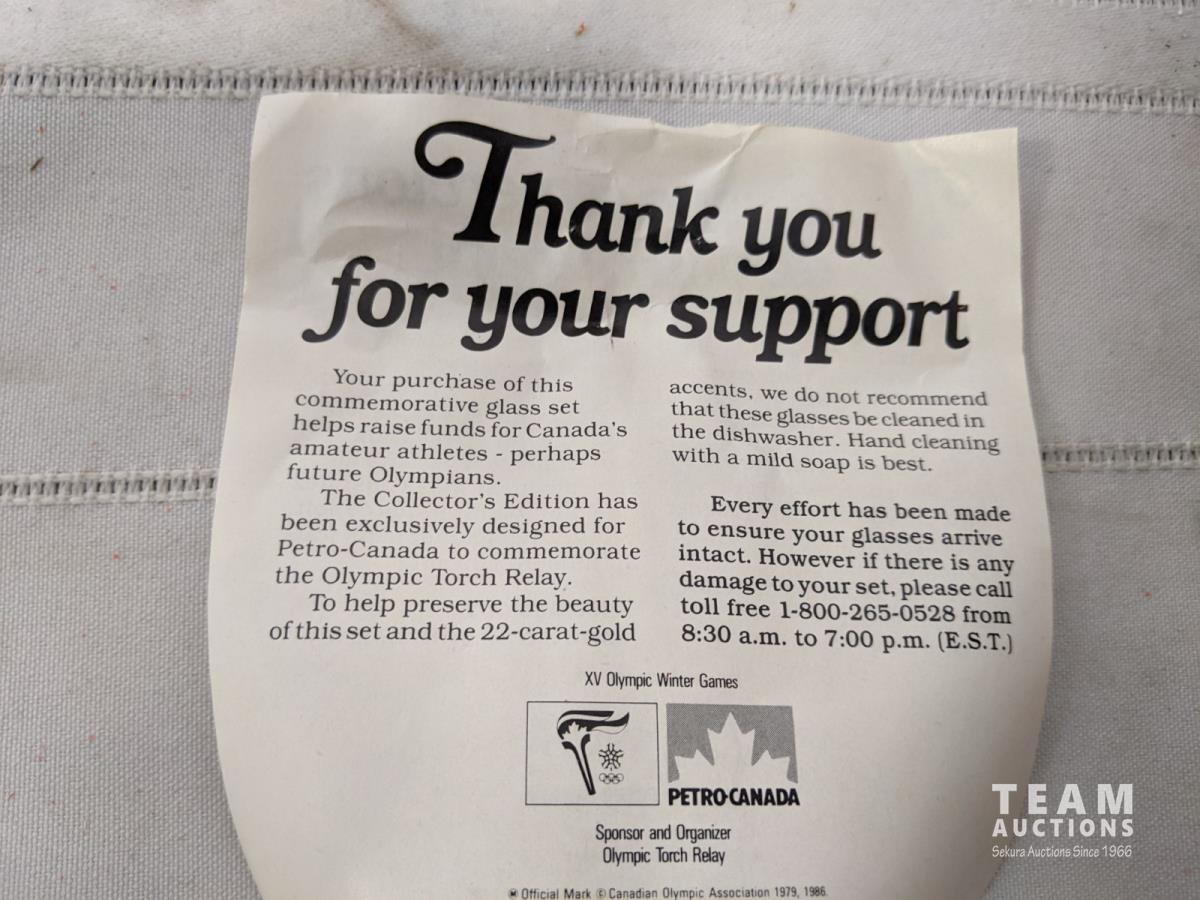 Thank you
for your support
Your purchase of this
commemorative glass set
helps raise funds for Canada's
amateur athletes - perhaps
future Olympians.
The Collector's Edition has
been exclusively designed for
Petro-Canada to commemorate
the Olympic Torch Relay.
To help preserve the beauty
of this set and the 22-carat-gold
accents, we do not recommend
that these glasses be cleaned in
the dishwasher. Hand cleaning
with a mild soap is best.
Every effort has been made
to ensure your glasses arrive
intact. However if there is any
damage to your set, please call
toll free 1-800-265-0528 from
8:30 a.m. to 7:00 p.m. (E.S.T.)
XV Olympic Winter Games
PETRO-CANADA
Sponsor and Organizer
Olympic Torch Relay
Official Mark © Canadian Olympic Association 1979, 1986.
TEAM
AUCTIONS
Sekura Auctions Since 1966